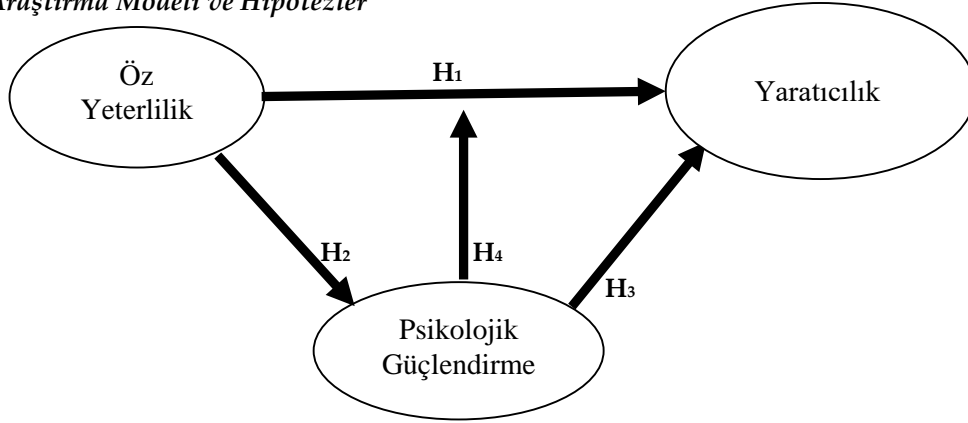 Araştırma Modeli ve Hipotezler
Öz
Yeterlilik
H1
Yaratıcılık
H2
H4
H3
Psikolojik
Güçlendirme